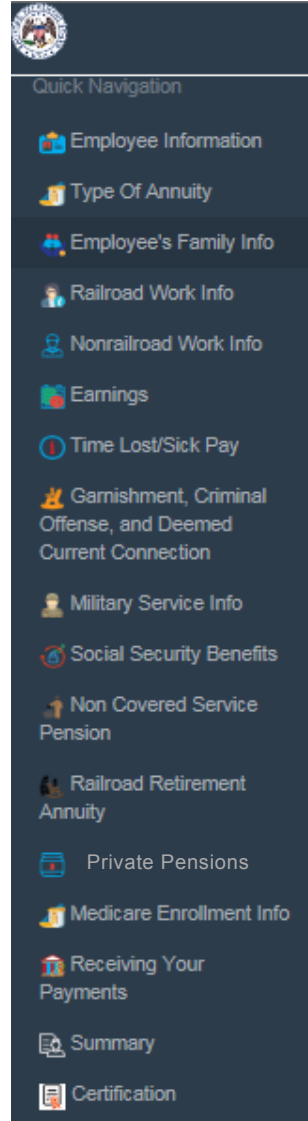 Quick Navigation
Employee Information
Type Of Annuity
Employee's Family Info
Railroad Work Info
Nonrailroad Work Info
Earnings
Time Lost/Sick Pay
Garnishment, Criminal
Offense, and Deemed
Current Connection
Military Service Info
Social Security Benefits
Non Covered Service
Pension
Railroad Retirement
Annuity
Private Pensions
Medicare Enrollment Info
Receiving Your
Payments
Summary
Certification